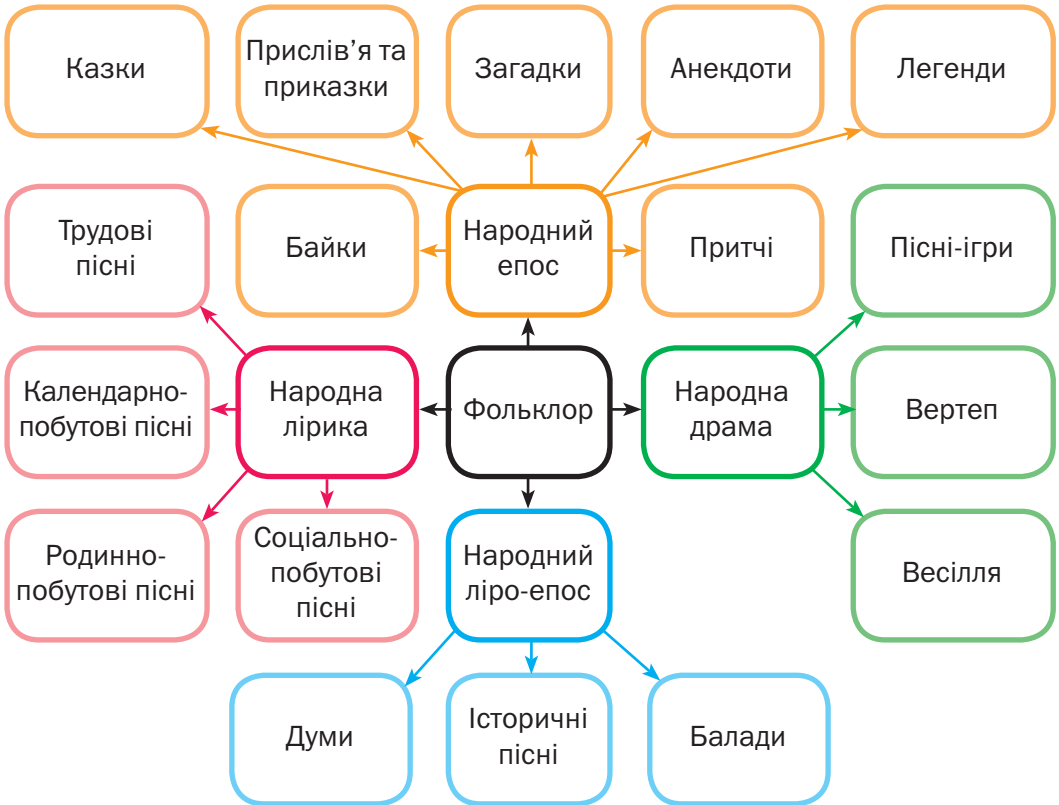 Казки
Прислів’я та
приказки
Загадки
Анекдоти
Легенди
Трудові
пісні
Байки
Народний
епос
Притчі
Пісні-ігри
Календарно-
побутові пісні
Народна
лірика
Фольклор
Народна
драма
Вертеп
Родинно-
побутові пісні
Соціально-
побутові
пісні
Народний
ліро-епос
Весілля
Думи
Історичні
пісні
Балади